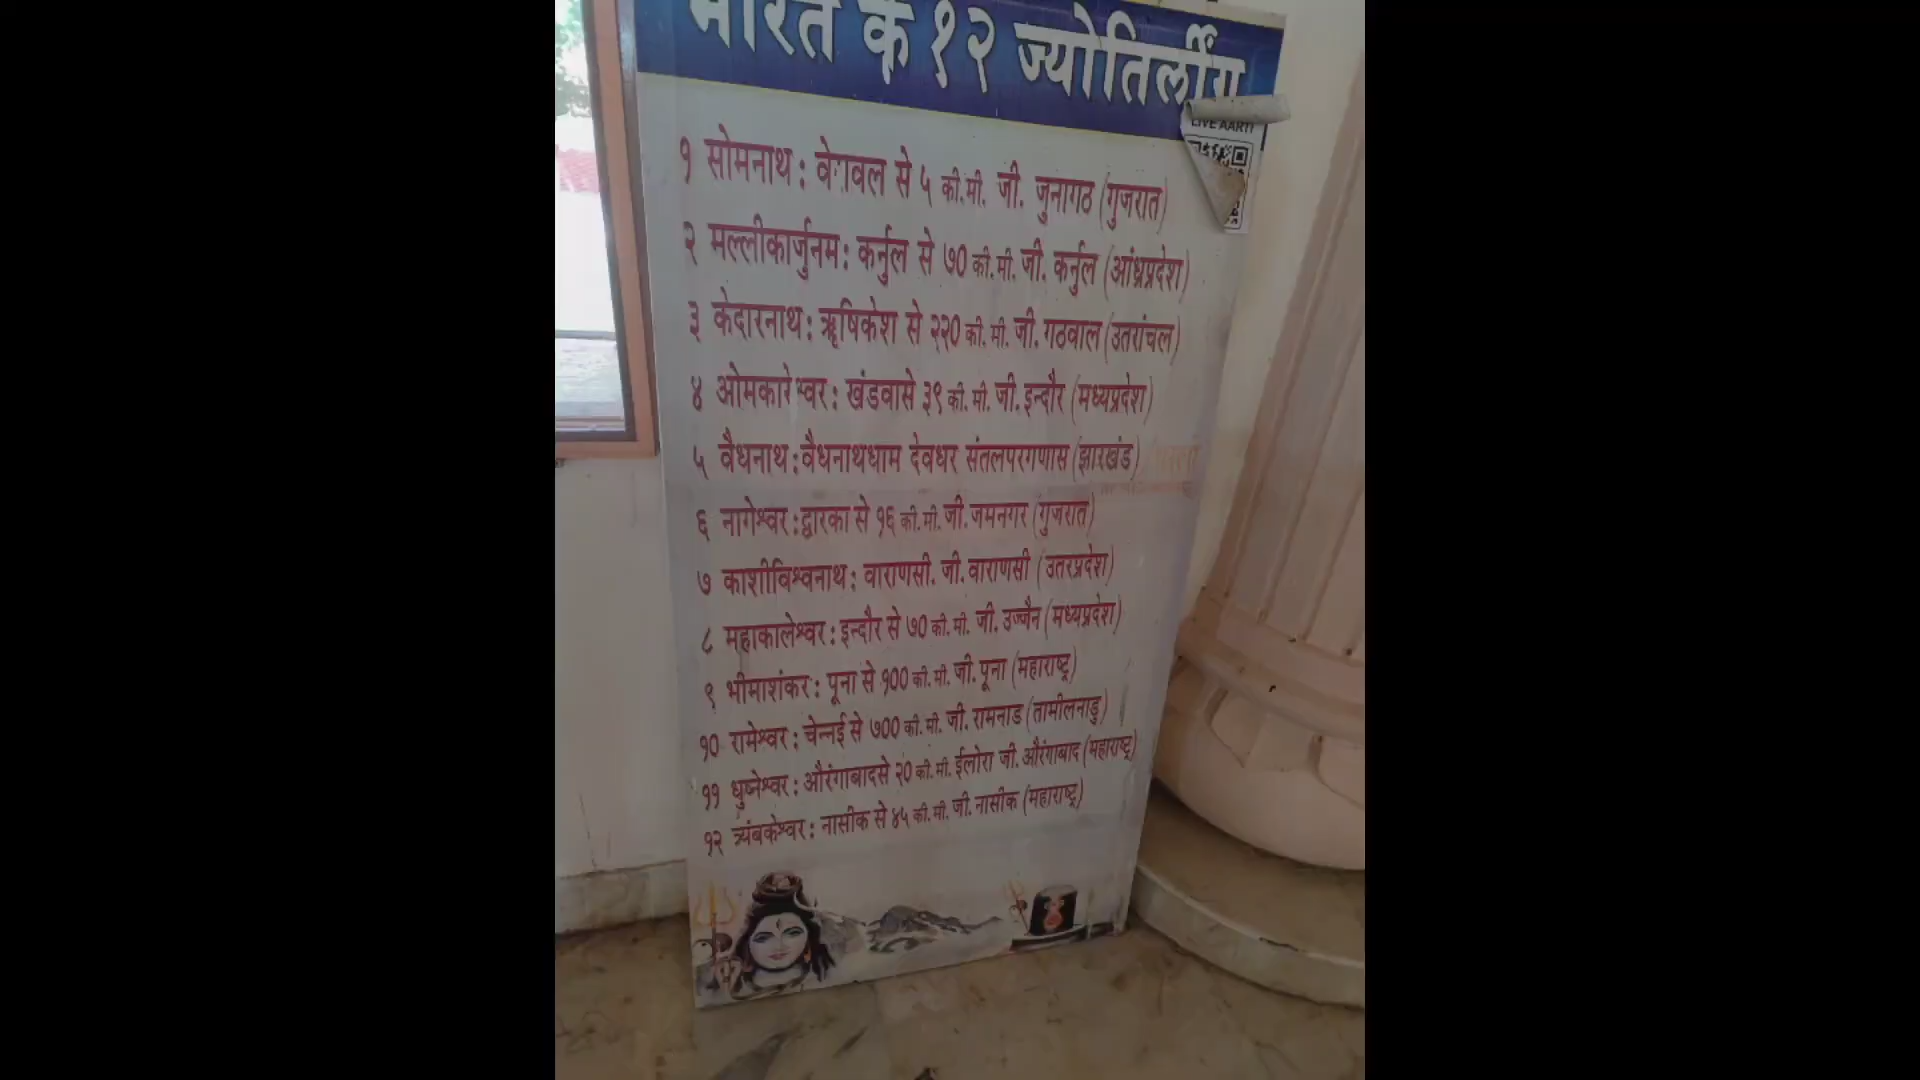 भारत के १२ ज्योतिर्लींग
LIVE AARTI
१ सोमनाथ : वेरावल से ५ की.मी. जी. जुनागठ (गुजरात)
२ मल्लीकार्जुनम : कर्नुल से ७० की.मी. जी. कर्नुल (आंध्रप्रदेश)
३ केदारनाथ : ॠषिकेश से २२० की. मी. जी. गठवाल (उतरांचल)
४ ओमकारेश्वर : खंडवासे ३९ की. मी. जी. इन्दौर (मध्यप्रदेश)
५ वैधनाथ : वैधनाथधाम देवधर संतलपरगणास (झारखंड)
६ नागेश्वर : द्वारका से १६ की.मी. जी. जमनगर (गुजरात)
७ काशीविश्वनाथ : वाराणसी. जी. वाराणसी (उतरप्रदेश)
८ महाकालेश्वर : इन्दौर से ७० की. मी. जी. उज्जैन (मध्यप्रदेश)
९ भीमाशंकर : पूना से १०० की. मी. जी. पूना (महाराष्ट्र)
१० रामेश्वर : चेन्नई से ७०० की. मी. जी. रामनाड (तामीलनाडु)
११ धुष्नेश्वर : औरंगाबादसे २० की. मी. ईलोरा जी. औरंगाबाद (महाराष्ट्र)
१२ त्र्यंबकेश्वर : नासीक से ४५ की. मी. जी. नासीक (महाराष्ट्र)